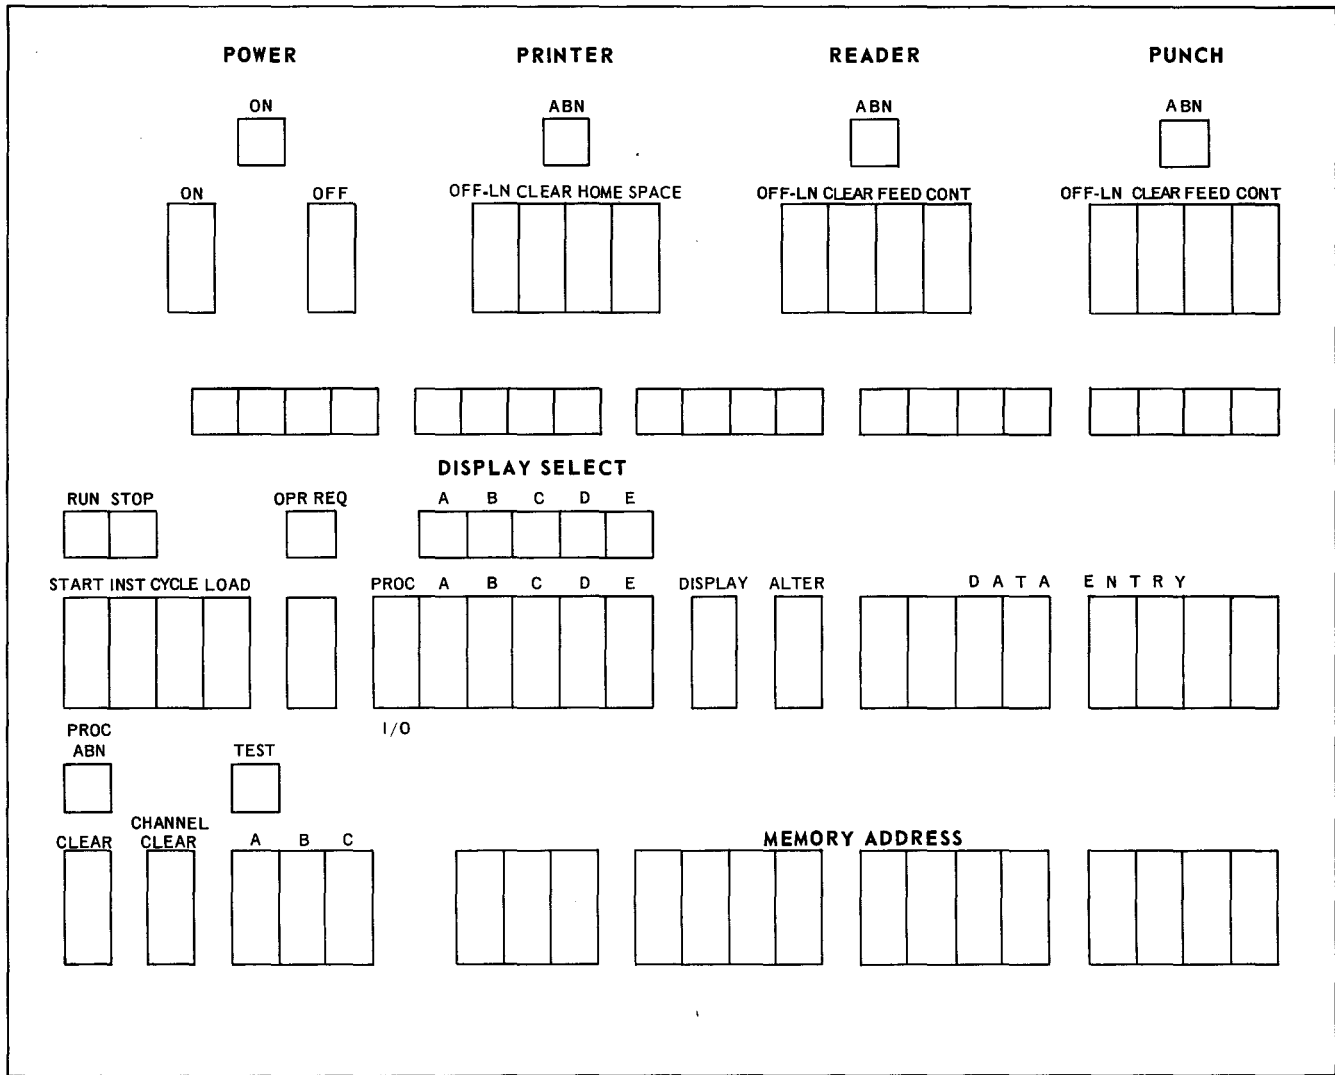 POWER PRINTER READER PUNCH
ON ABN ABN ABN
ON OFF OFF-LN CLEAR HOME SPACE OFF-LN CLEAR FEED CONT OFF-LN CLEAR FEED CONT
DISPLAY SELECT
RUN STOP OPR REQ A B C D E
START INST CYCLE LOAD PROC A B C D E DISPLAY ALTER DATA ENTRY
I/O
PROC
ABN TEST
CHANNEL
CLEAR CLEAR A B C MEMORY ADDRESS